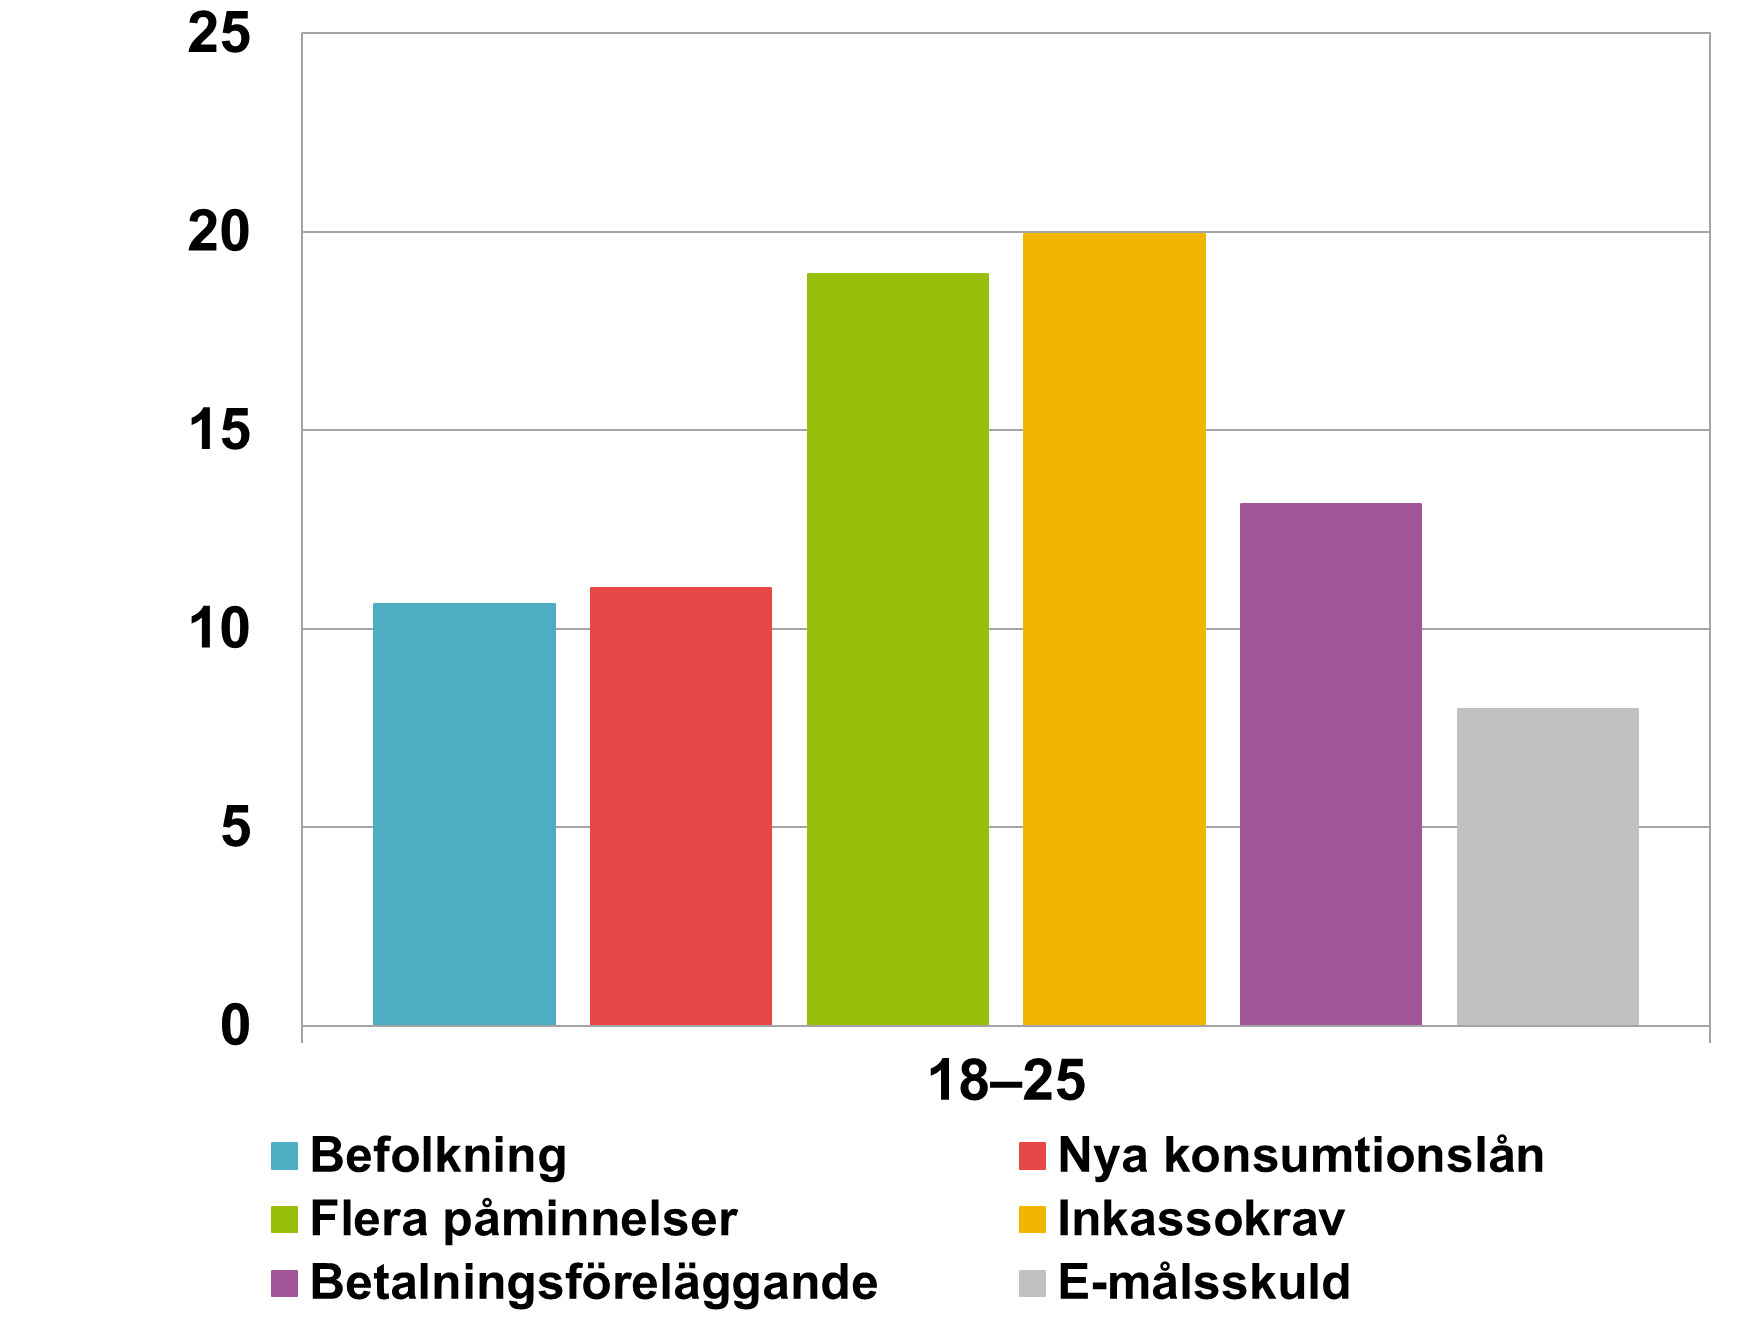 25
20
15
10
5
0
18–25
Befolkning
Nya konsumtionslån
Flera påminnelser
Inkassokrav
Betalningsföreläggande
E-målsskuld